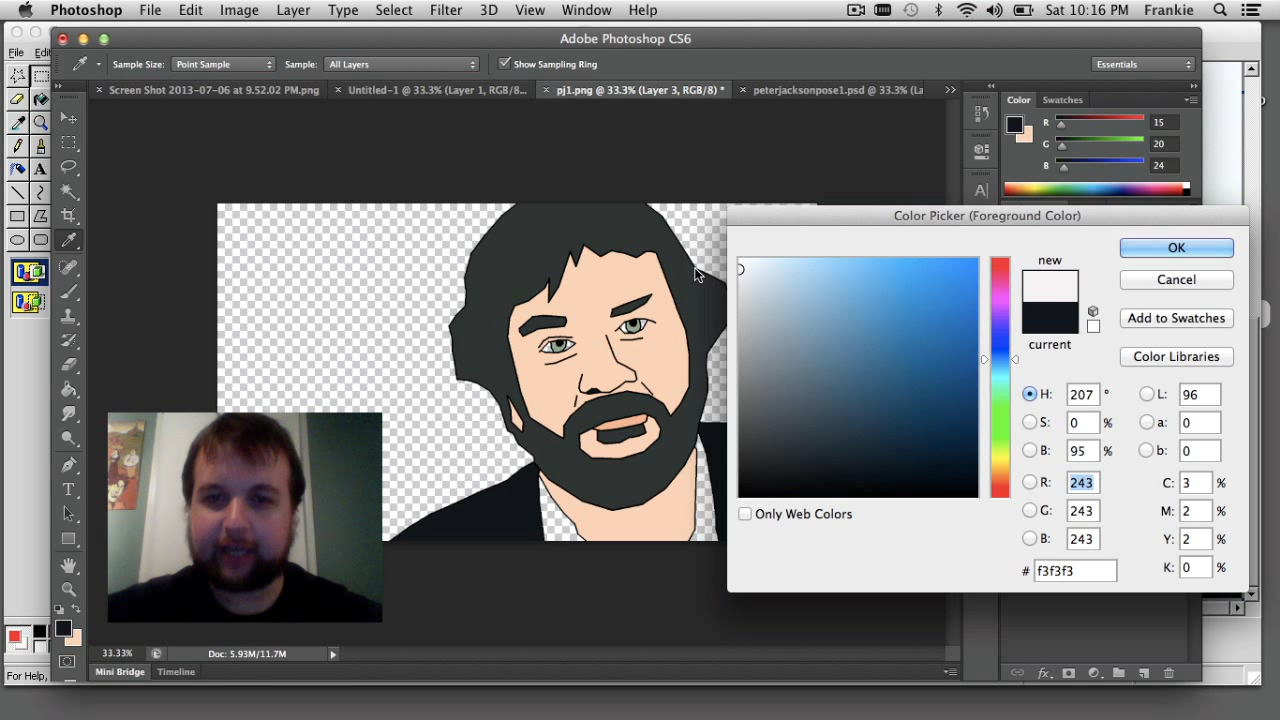 Photoshop File Edit Image Layer Type Select Filter 3D View Window Help Sat 10:16 PM Frankie
Adobe Photoshop CS6
File Edit
Sample Size: Point Sample Sample: All Layers Show Sampling Ring Essentials
Screen Shot 2013-07-06 at 9.52.02 PM.png Untitled-1 @ 33.3% (Layer 1, RGB/8... pj1.png @ 33.3% (Layer 3, RGB/8) * peterjacksonpose1.psd @ 33.3% (La
Color Swatches
R 15
G 20
B 24
Color Picker (Foreground Color)
OK
new
Cancel
Add to Swatches
current
Color Libraries
H: 207 ° L: 96
S: 0 % a: 0
B: 95 % b: 0
R: 243 C: 3 %
G: 243 M: 2 %
B: 243 Y: 2 %
# f3f3f3 K: 0 %
Only Web Colors
33.33% Doc: 5.93M/11.7M
Mini Bridge Timeline
For Help,